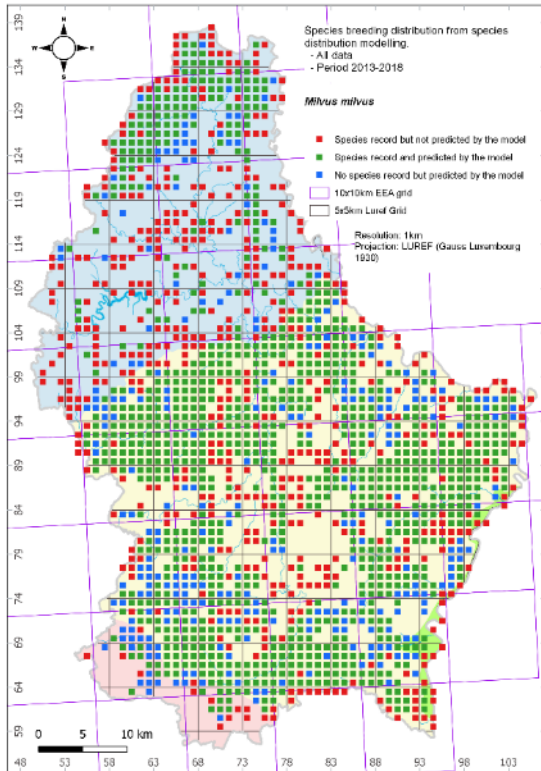 Species breeding distribution from species
distribution modelling.
- All data
- Period 2013-2018
Milvus milvus
Species record but not predicted by the model
Species record and predicted by the model
No species record but predicted by the model
10x10km EEA grid
5x5km Luref Grid
Resolution: 1km
Projection: LUREF (Gauss Luxembourg
1930)
N
W E
S
139
134
129
124
119
114
109
104
99
94
89
84
79
74
69
64
59
0 5 10 km
48 53 63 68 73 78 83 88 93 98 103